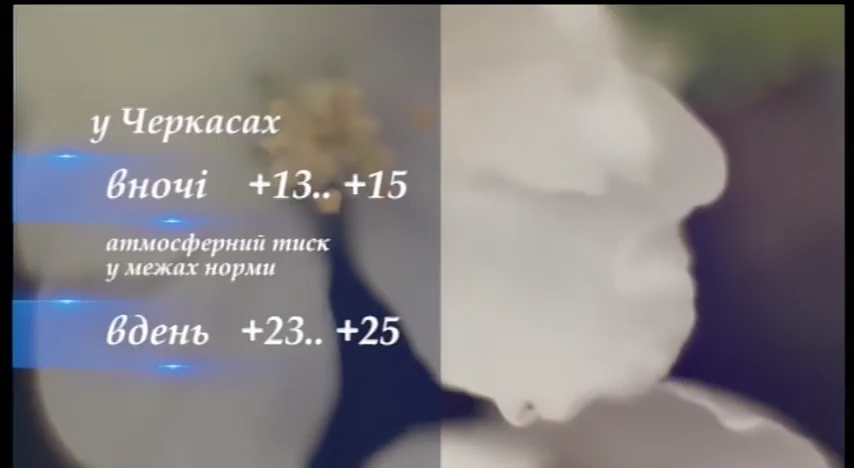 у Черкасах
вночі +13.. +15
атмосферний тиск
у межах норми
вдень +23.. +25